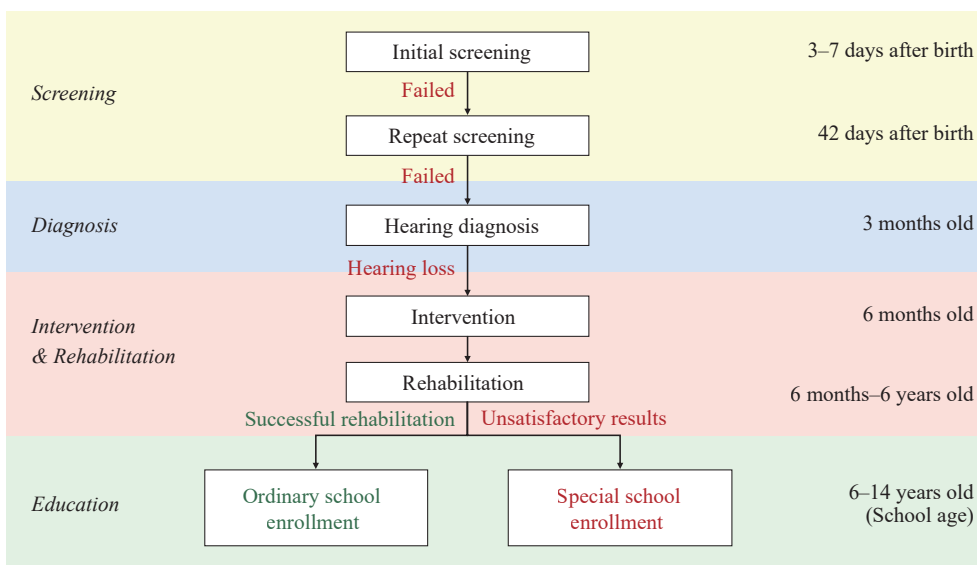 Initial screening
3–7 days after birth
Screening
Failed
Repeat screening
42 days after birth
Failed
Diagnosis
Hearing diagnosis
3 months old
Hearing loss
Intervention
& Rehabilitation
Intervention
6 months old
Rehabilitation
6 months–6 years old
Successful rehabilitation
Unsatisfactory results
Education
Ordinary school
enrollment
Special school
enrollment
6–14 years old
(School age)